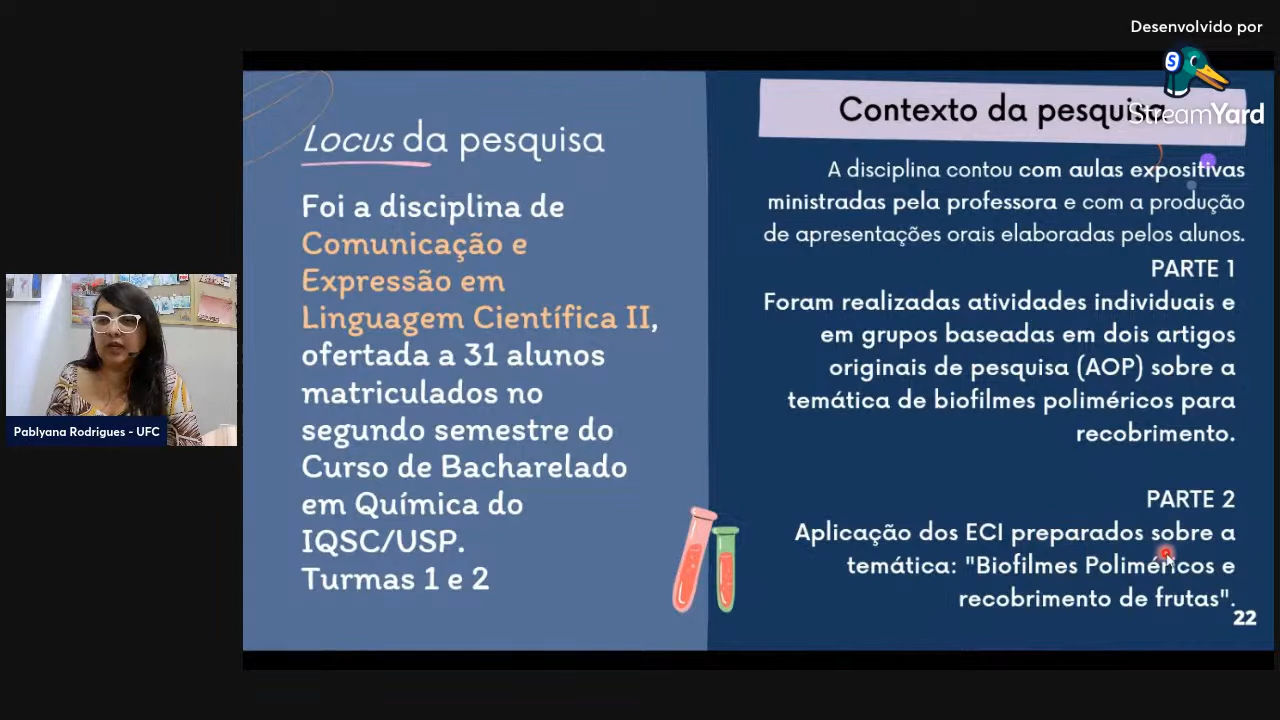 Desenvolvido por
StreamYard
Locus da pesquisa
Foi a disciplina de
Comunicação e
Expressão em
Linguagem Científica II,
ofertada a 31 alunos
matriculados no
segundo semestre do
Curso de Bacharelado
em Química do
IQSC/USP.
Turmas 1 e 2
Contexto da pesquisa
A disciplina contou com aulas expositivas
ministradas pela professora e com a produção
de apresentações orais elaboradas pelos alunos.
PARTE 1
Foram realizadas atividades individuais e
em grupos baseadas em dois artigos
originais de pesquisa (AOP) sobre a
temática de biofilmes poliméricos para
recobrimento.
PARTE 2
Aplicação dos ECI preparados sobre a
temática: "Biofilmes Poliméricos e
recobrimento de frutas".
22
Pablyana Rodrigues - UFC